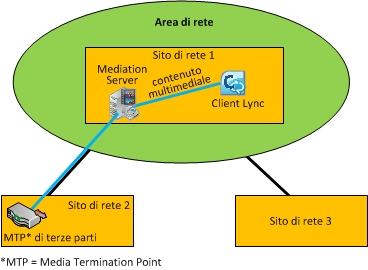 Area di rete
Sito di rete 1
Mediation
Server
contenuto
multimediale
Client Lync
Sito di rete 2
MTP* di terze parti
Sito di rete 3
*MTP = Media Termination Point